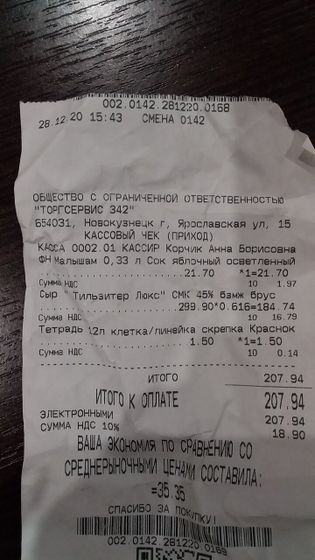 002.0142.281220.0168
28.12.20 15:43 СМЕНА 0142
ОБЩЕСТВО С ОГРАНИЧЕННОЙ ОТВЕТСТВЕННОСТЬЮ
"ТОРГСЕРВИС 342"
654031, Новокузнецк г, Ярославская ул, 15
КАССОВЫЙ ЧЕК (ПРИХОД)
КАССА 0002.01 КАССИР Корчик Анна Борисовна
ФН Малышам 0,33 л Сок яблочный осветленный
21.70 *1=21.70
Сумма НДС 10 1.97
Сыр "Тильзитер Люкс" СМК 45% бзмж брус
299.90*0.616=184.74
Сумма НДС 10 16.79
Тетрадь 12л клетка/линейка скрепка Краснок
1.50 *1=1.50
Сумма НДС 10 0.14
ИТОГО 207.94
ИТОГО К ОПЛАТЕ 207.94
ЭЛЕКТРОННЫМИ 207.94
СУММА НДС 10% 18.90
ВАША ЭКОНОМИЯ ПО СРАВНЕНИЮ СО
СРЕДНЕРЫНОЧНЫМИ ЦЕНАМИ СОСТАВИЛА:
=35.35
СПАСИБО ЗА ПОКУПКУ!
002.0142.281220.0168